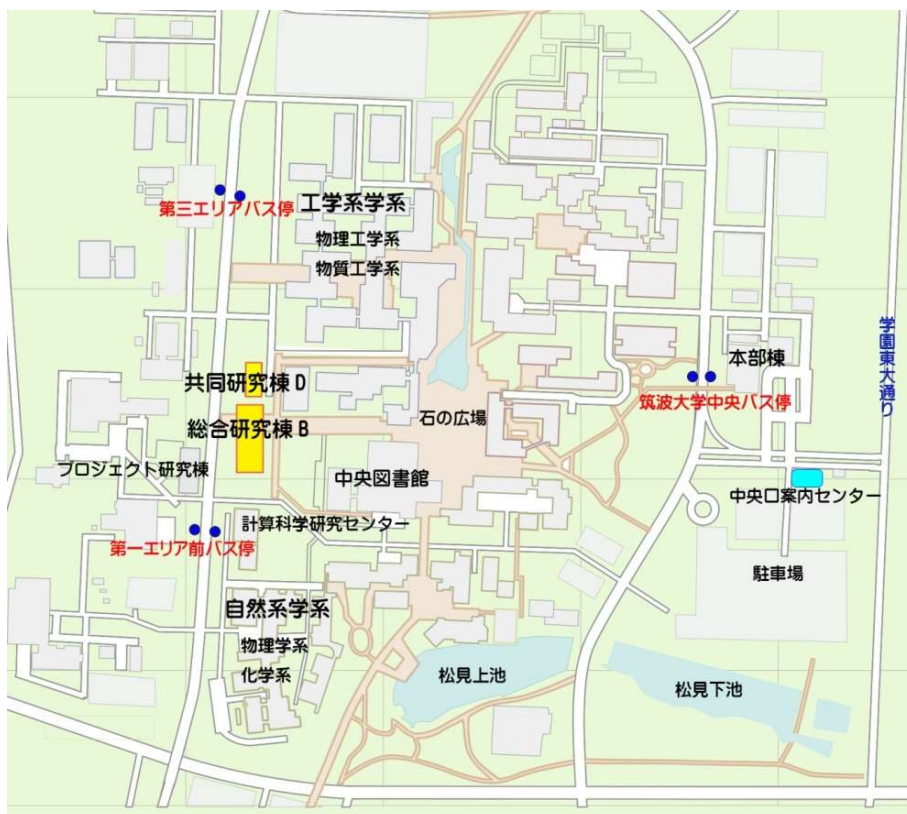 第三エリアバス停
工学系学系
物理工学系
物質工学系
学園東大通り
本部棟
共同研究棟 D
筑波大学中央バス停
総合研究棟 B
石の広場
プロジェクト研究棟
中央図書館
中央口案内センター
計算科学研究センター
第一エリア前バス停
駐車場
自然系学系
物理学系
化学系
松見上池
松見下池